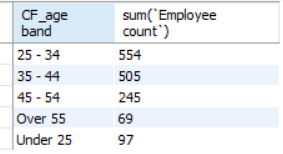 CF_age band sum(`Employee count`)
25 - 34 554
35 - 44 505
45 - 54 245
Over 55 69
Under 25 97